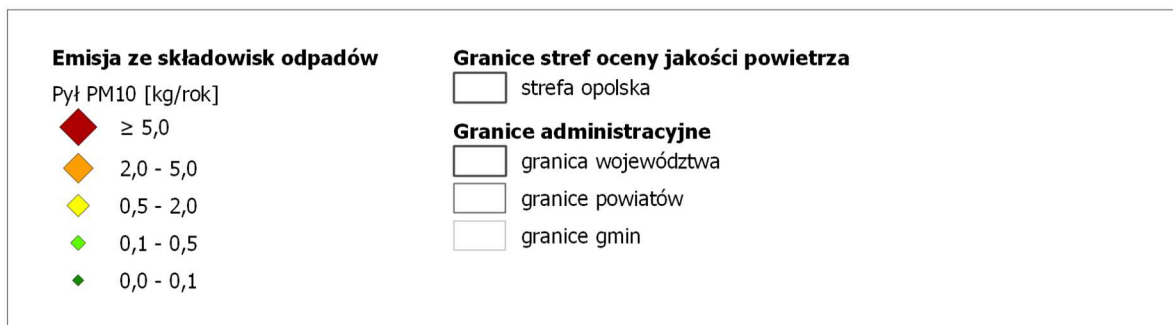 Emisja ze składowisk odpadów
Pył PM10 [kg/rok]
≥ 5,0
2,0 - 5,0
0,5 - 2,0
0,1 - 0,5
0,0 - 0,1
Granice stref oceny jakości powietrza
strefa opolska
Granice administracyjne
granica województwa
granice powiatów
granice gmin